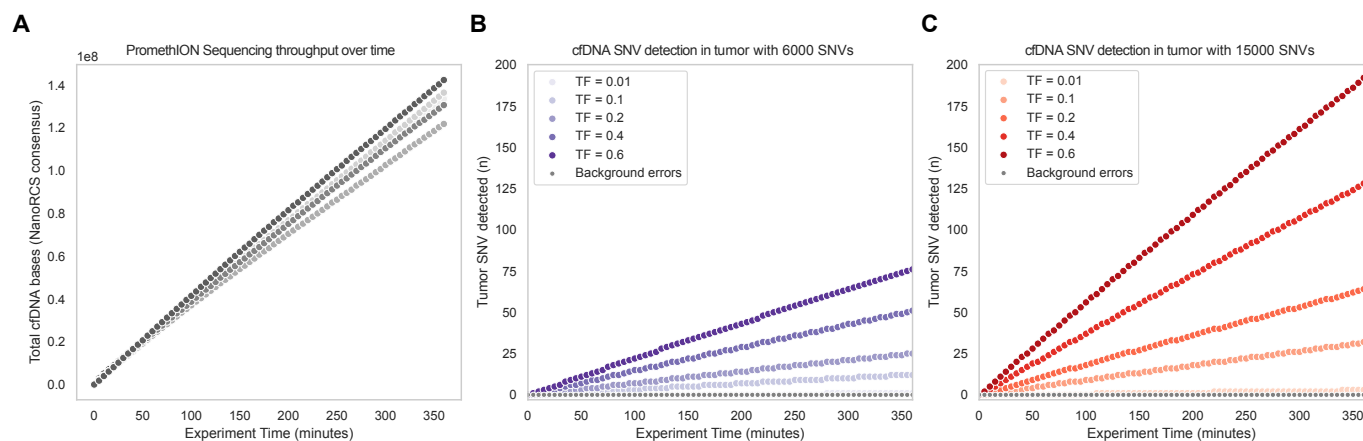 A
PromethION Sequencing throughput over time
1e8
Total cfDNA bases (NanoRCS consensus)
1.4
1.2
1.0
0.8
0.6
0.4
0.2
0.0
0 50 100 150 200 250 300 350
Experiment Time (minutes)
B
cfDNA SNV detection in tumor with 6000 SNVs
Tumor SNV detected (n)
200
175
150
125
100
75
50
25
0
TF = 0.01
TF = 0.1
TF = 0.2
TF = 0.4
TF = 0.6
Background errors
0 50 100 150 200 250 300 350
Experiment Time (minutes)
C
cfDNA SNV detection in tumor with 15000 SNVs
Tumor SNV detected (n)
200
175
150
125
100
75
50
25
0
TF = 0.01
TF = 0.1
TF = 0.2
TF = 0.4
TF = 0.6
Background errors
0 50 100 150 200 250 300 350
Experiment Time (minutes)